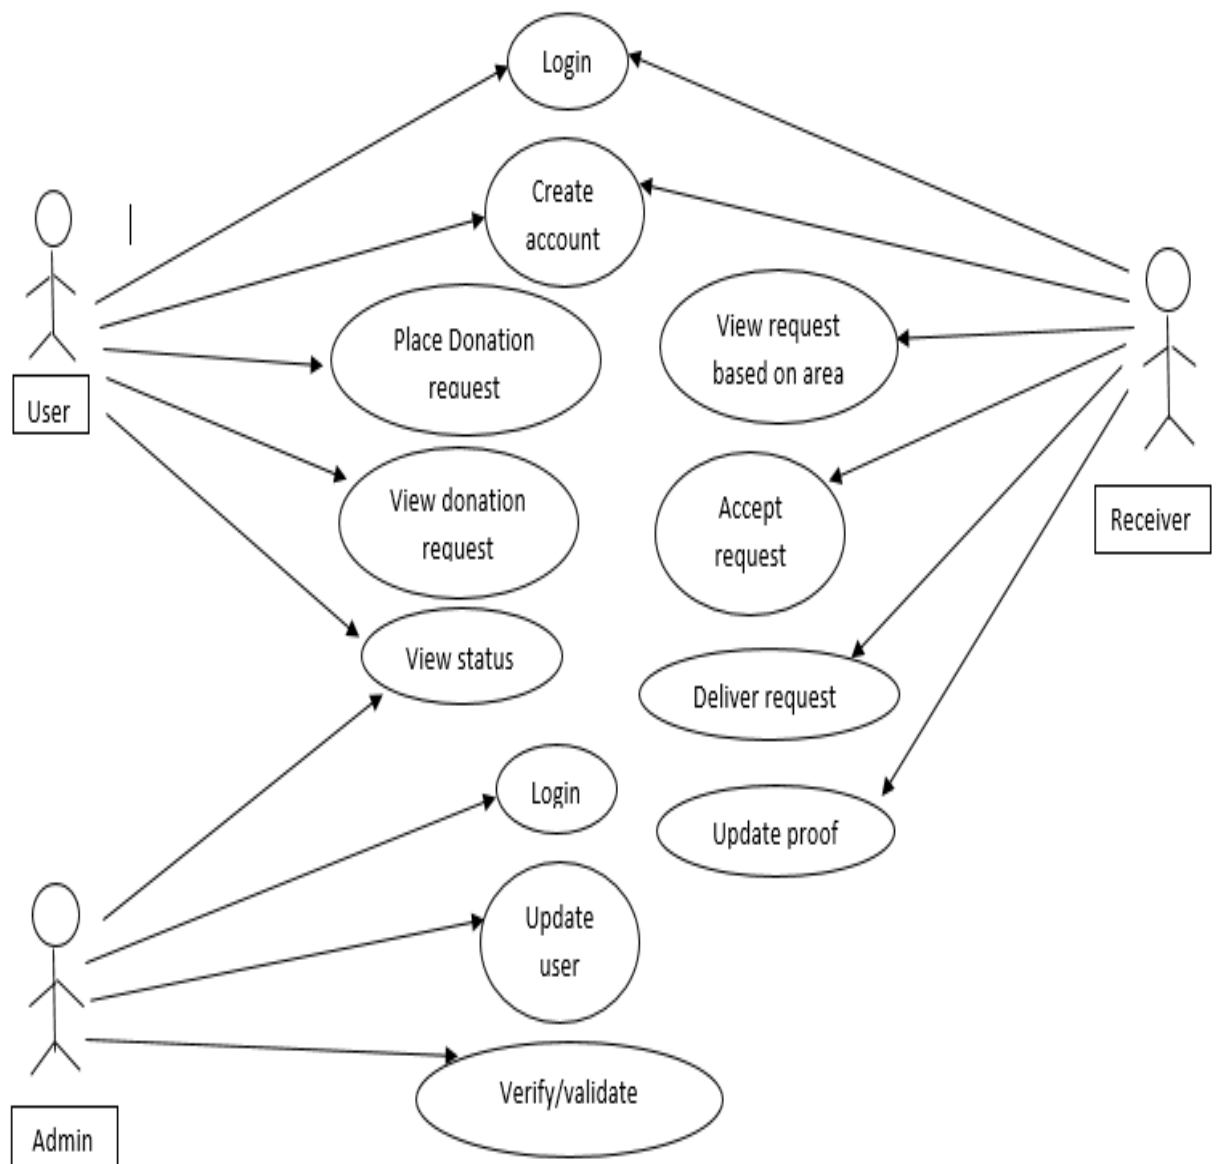 Login
Create
account
User
Place Donation
request
View request
based on area
View donation
request
Accept
request
Receiver
View status
Deliver request
Login
Update proof
Update
user
Verify/validate
Admin